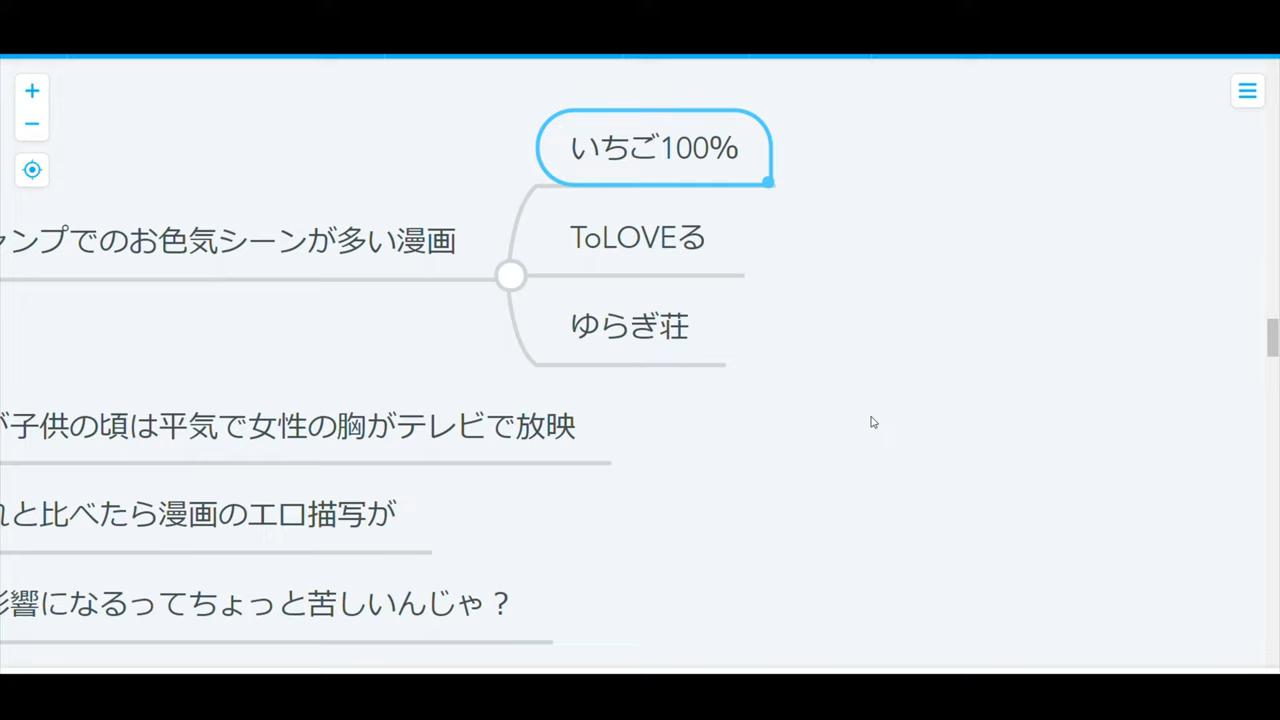 いちご100%
ャンプでのお色気シーンが多い漫画
ToLOVEる
ゆらぎ荘
が子供の頃は平気で女性の胸がテレビで放映
れと比べたら漫画のエロ描写が
影響になるってちょっと苦しいんじゃ？